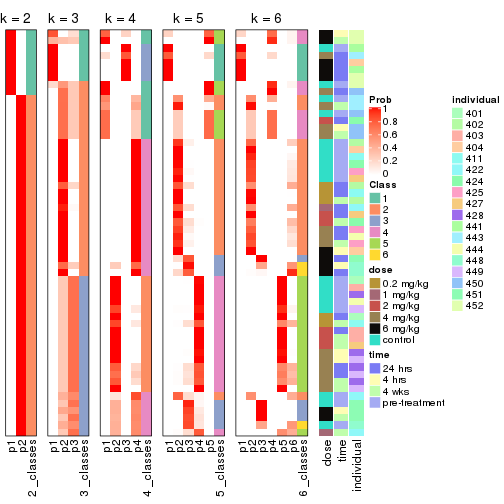 k = 2 k = 3 k = 4 k = 5 k = 6
Prob
1
0.8
0.6
0.4
0.2
0
Class
1
2
3
4
5
6
dose
0.2 mg/kg
1 mg/kg
2 mg/kg
4 mg/kg
6 mg/kg
control
time
24 hrs
4 hrs
4 wks
pre-treatment
individual
401
402
403
404
411
422
424
425
427
428
441
443
444
448
449
450
451
452
p1
p2
2_classes
p1
p2
p3
3_classes
p1
p2
p3
p4
4_classes
p1
p2
p3
p4
p5
5_classes
p1
p2
p3
p4
p5
p6
6_classes
dose
time
individual